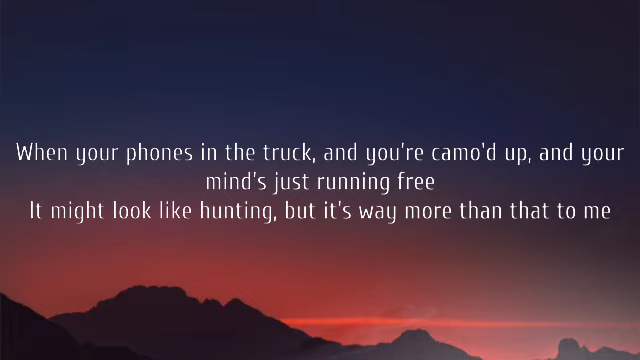 When your phones in the truck, and you're camo'd up, and your
mind's just running free
It might look like hunting, but it's way more than that to me